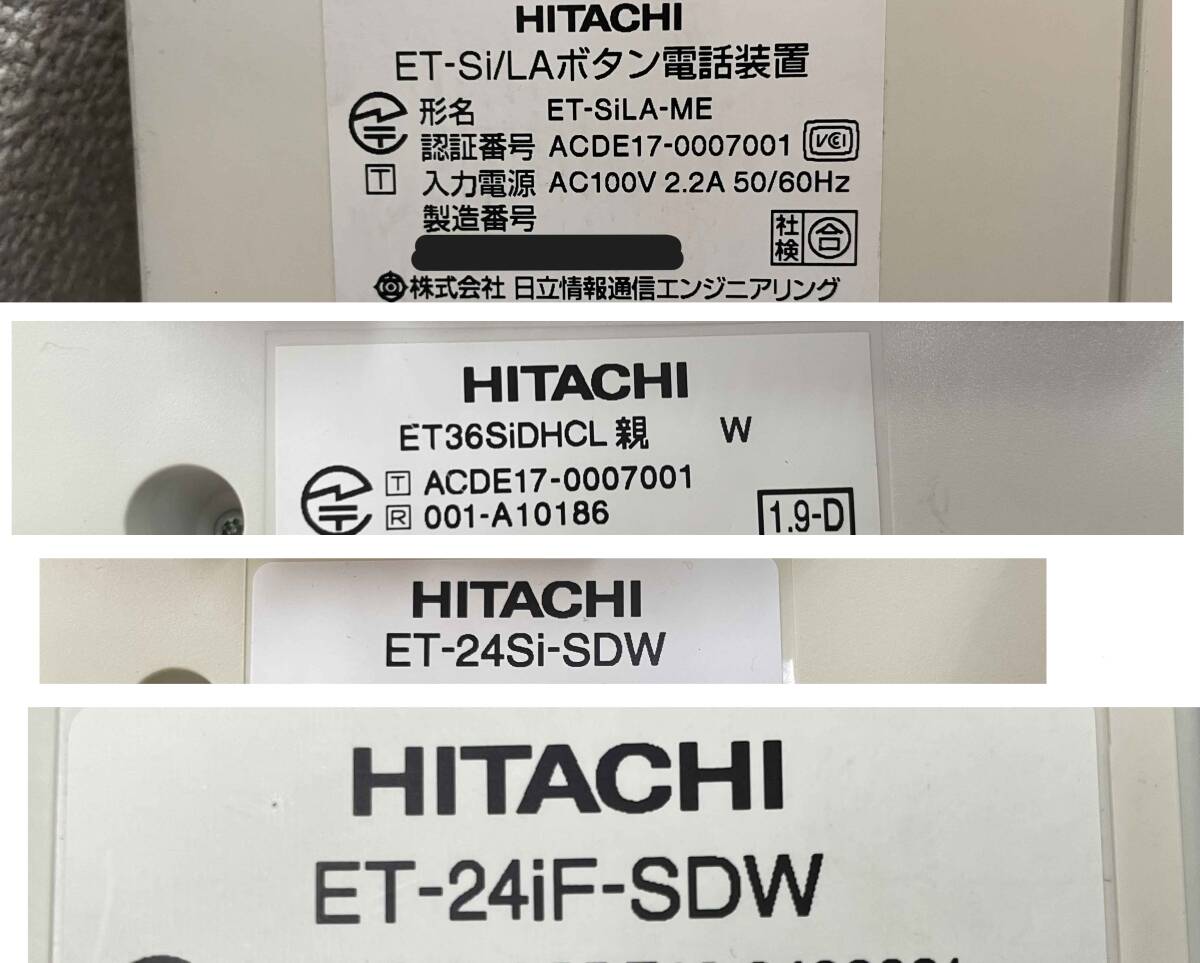 HITACHI
ET-Si/LAボタン電話装置
形名 ET-SiLA-ME
認証番号 ACDE17-0007001 VCI
T 入力電源 AC100V 2.2A 50/60Hz
製造番号
社検 合
株式会社 日立情報通信エンジニアリング
HITACHI
ET36SiDHCL 親 W
T ACDE17-0007001
R 001-A10186
1.9-D
HITACHI
ET-24Si-SDW
HITACHI
ET-24iF-SDW